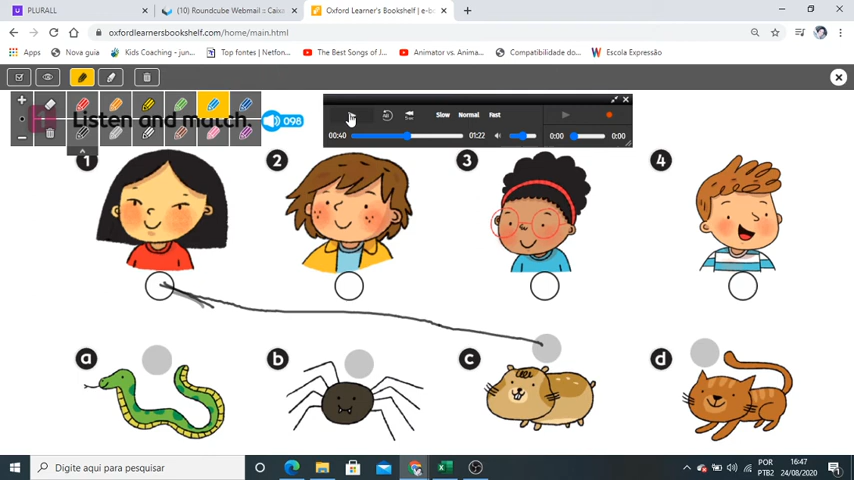 PLURALL
(10) Roundcube Webmail :: Caixa
Oxford Learner's Bookshelf | e-b
oxfordlearnersbookshelf.com/home/main.html
Apps
Nova guia
Kids Coaching - jun...
Top fontes | Netfon...
The Best Songs of J...
Animator vs. Anima...
Compatibilidade do...
Escola Expressão
Listen and match.
098
AB
5 sec
Slow
Normal
Fast
00:40
01:22
0:00
0:00
1
2
3
4
a
b
c
d
Digite aqui para pesquisar
POR
PTB2
16:47
24/08/2020